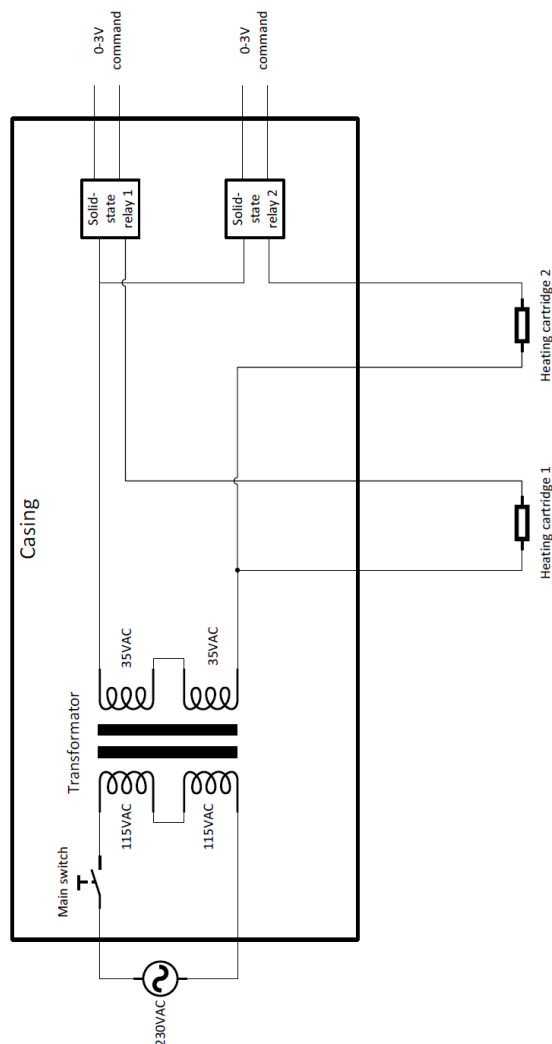 Casing
230VAC
Main switch
Transformator
115VAC
115VAC
35VAC
35VAC
Solid-
state
relay 1
Solid-
state
relay 2
0-3V
command
0-3V
command
Heating cartridge 1
Heating cartridge 2